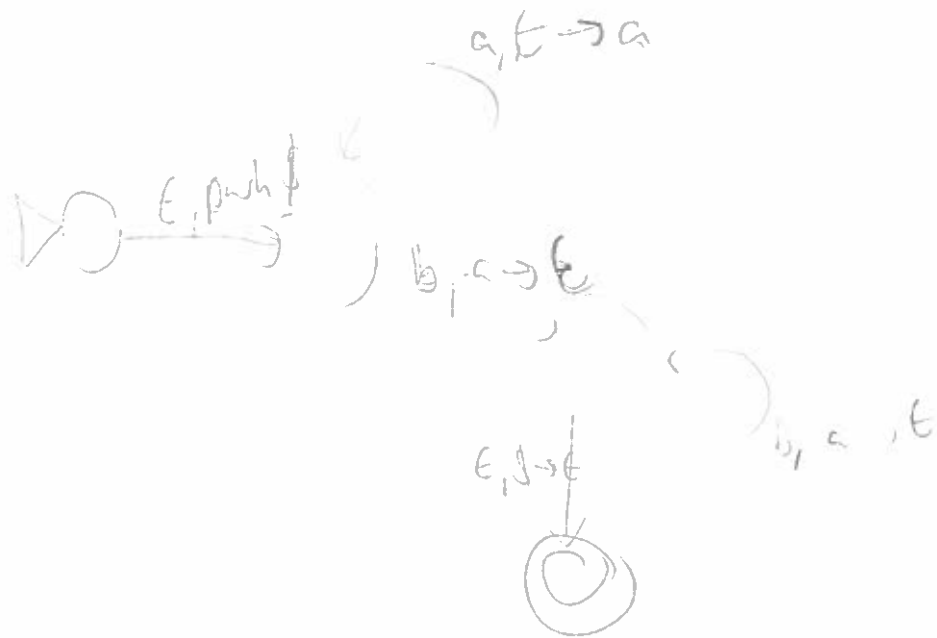 a, ε → a
ε, push $
b, a → ε
b, a , ε
ε, $ → ε